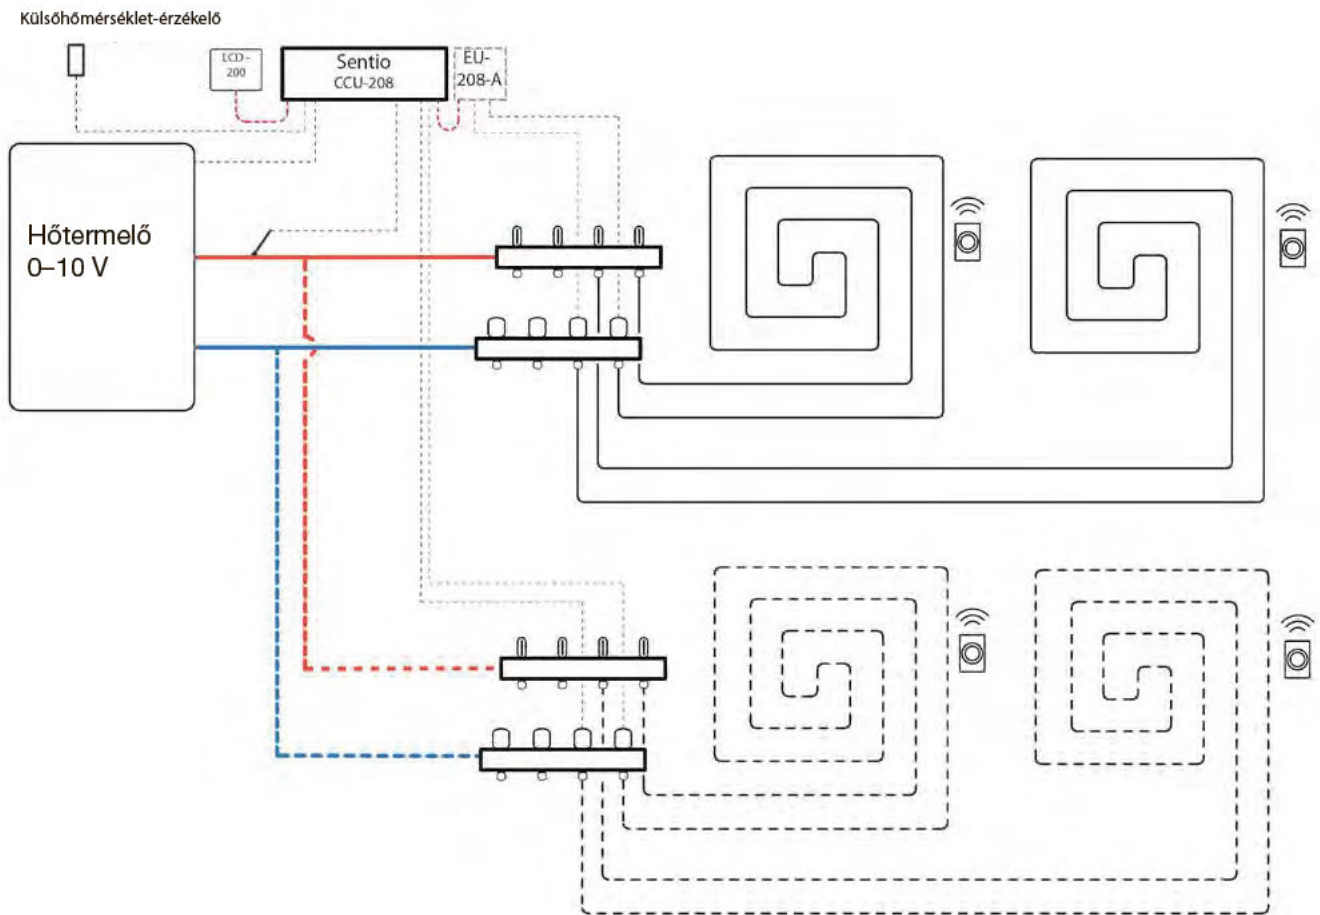 Külsőhőmérséklet-érzékelő
LCD-
200
Sentio
CCU-208
EU-
208-A
Hőtermelő
0–10 V